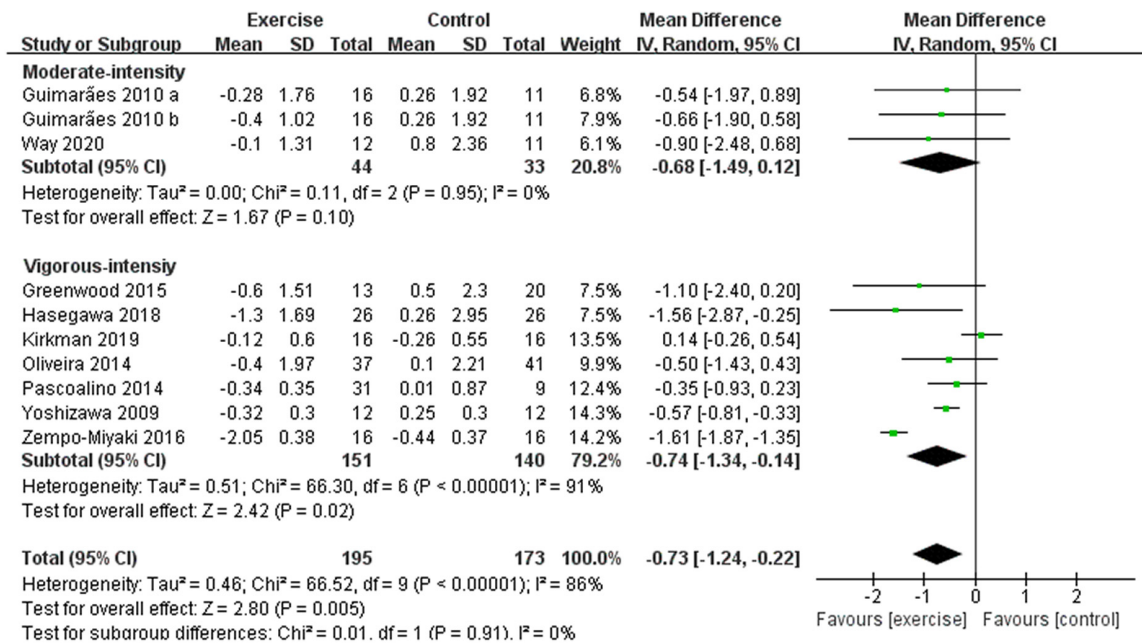 Exercise Control Mean Difference Mean Difference
Study or Subgroup Mean SD Total Mean SD Total Weight IV, Random, 95% CI IV, Random, 95% CI
Moderate-intensity
Guimarães 2010 a -0.28 1.76 16 0.26 1.92 11 6.8% -0.54 [-1.97, 0.89]
Guimarães 2010 b -0.4 1.02 16 0.26 1.92 11 7.9% -0.66 [-1.90, 0.58]
Way 2020 -0.1 1.31 12 0.8 2.36 11 6.1% -0.90 [-2.48, 0.68]
Subtotal (95% CI) 44 33 20.8% -0.68 [-1.49, 0.12]
Heterogeneity: Tau² = 0.00; Chi² = 0.11, df = 2 (P = 0.95); I² = 0%
Test for overall effect: Z = 1.67 (P = 0.10)
Vigorous-intensiy
Greenwood 2015 -0.6 1.51 13 0.5 2.3 20 7.5% -1.10 [-2.40, 0.20]
Hasegawa 2018 -1.3 1.69 26 0.26 2.95 26 7.5% -1.56 [-2.87, -0.25]
Kirkman 2019 -0.12 0.6 16 -0.26 0.55 16 13.5% 0.14 [-0.26, 0.54]
Oliveira 2014 -0.4 1.97 37 0.1 2.21 41 9.9% -0.50 [-1.43, 0.43]
Pascoalino 2014 -0.34 0.35 31 0.01 0.87 9 12.4% -0.35 [-0.93, 0.23]
Yoshizawa 2009 -0.32 0.3 12 0.25 0.3 12 14.3% -0.57 [-0.81, -0.33]
Zempo-Miyaki 2016 -2.05 0.38 16 -0.44 0.37 16 14.2% -1.61 [-1.87, -1.35]
Subtotal (95% CI) 151 140 79.2% -0.74 [-1.34, -0.14]
Heterogeneity: Tau² = 0.51; Chi² = 66.30, df = 6 (P < 0.00001); I² = 91%
Test for overall effect: Z = 2.42 (P = 0.02)
Total (95% CI) 195 173 100.0% -0.73 [-1.24, -0.22]
Heterogeneity: Tau² = 0.46; Chi² = 66.52, df = 9 (P < 0.00001); I² = 86%
Test for overall effect: Z = 2.80 (P = 0.005)
Test for subgroup differences: Chi² = 0.01, df = 1 (P = 0.91), I² = 0%
-2 -1 0 1 2
Favours [exercise] Favours [control]